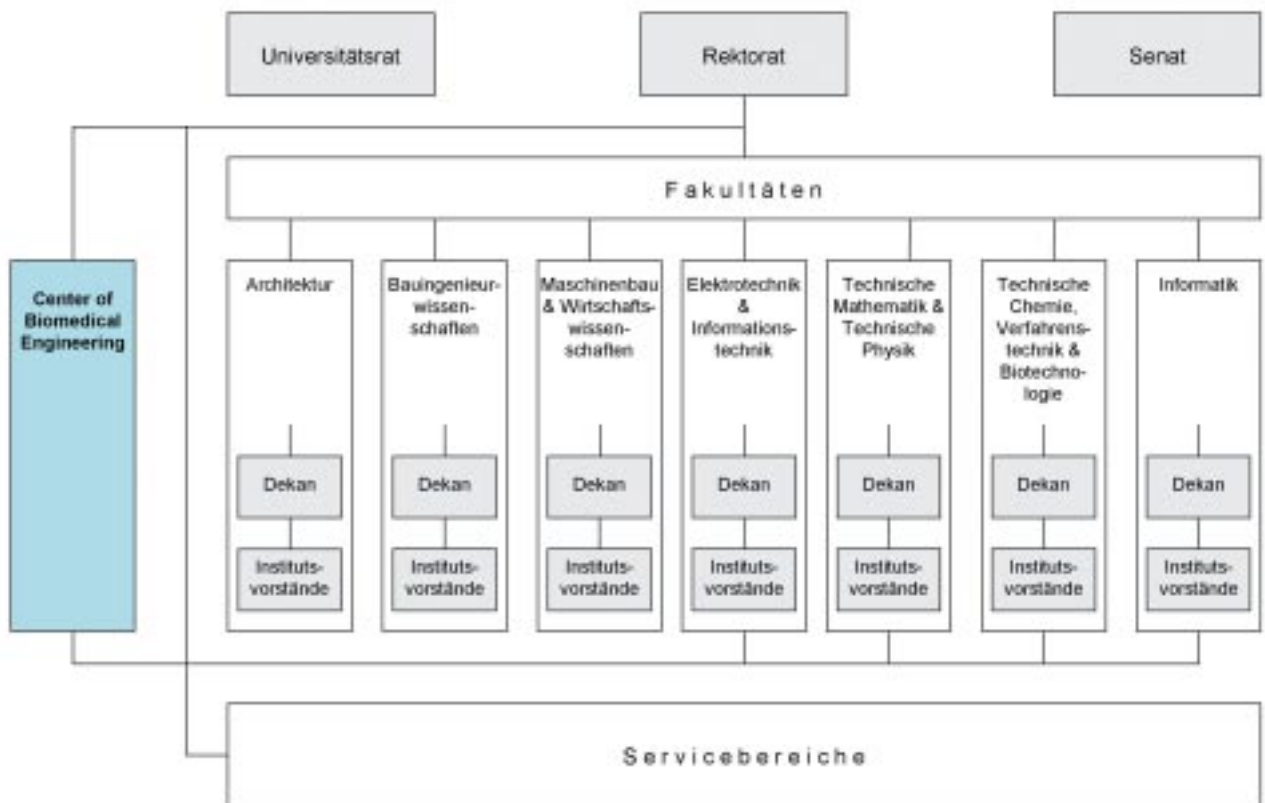 Universitätsrat
Rektorat
Senat
Fakultäten
Center of
Biomedical
Engineering
Architektur
Bauingenieur-
wissen-
schaften
Maschinenbau
& Wirtschafts-
wissen-
schaften
Elektrotechnik
&
Informations-
technik
Technische
Mathematik &
Technische
Physik
Technische
Chemie,
Verfahrens-
technik &
Biotechno-
logie
Informatik
Dekan
Dekan
Dekan
Dekan
Dekan
Dekan
Dekan
Instituts-
vorstände
Instituts-
vorstände
Instituts-
vorstände
Instituts-
vorstände
Instituts-
vorstände
Instituts-
vorstände
Instituts-
vorstände
Servicebereiche